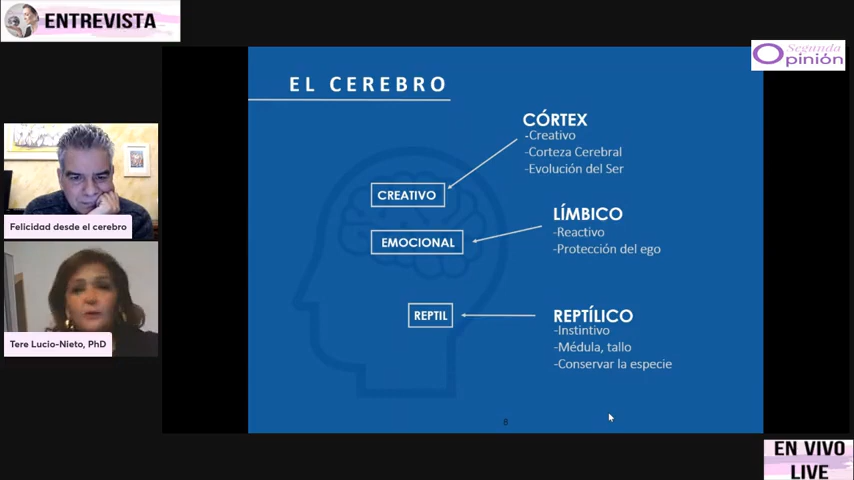 ENTREVISTA
Segunda
Opinión
EL CEREBRO
CÓRTEX
-Creativo
-Corteza Cerebral
-Evolución del Ser
CREATIVO
LÍMBICO
-Reactivo
-Protección del ego
EMOCIONAL
REPTIL
REPTÍLICO
-Instintivo
-Médula, tallo
-Conservar la especie
8
Felicidad desde el cerebro
Tere Lucio-Nieto, PhD
EN VIVO
LIVE